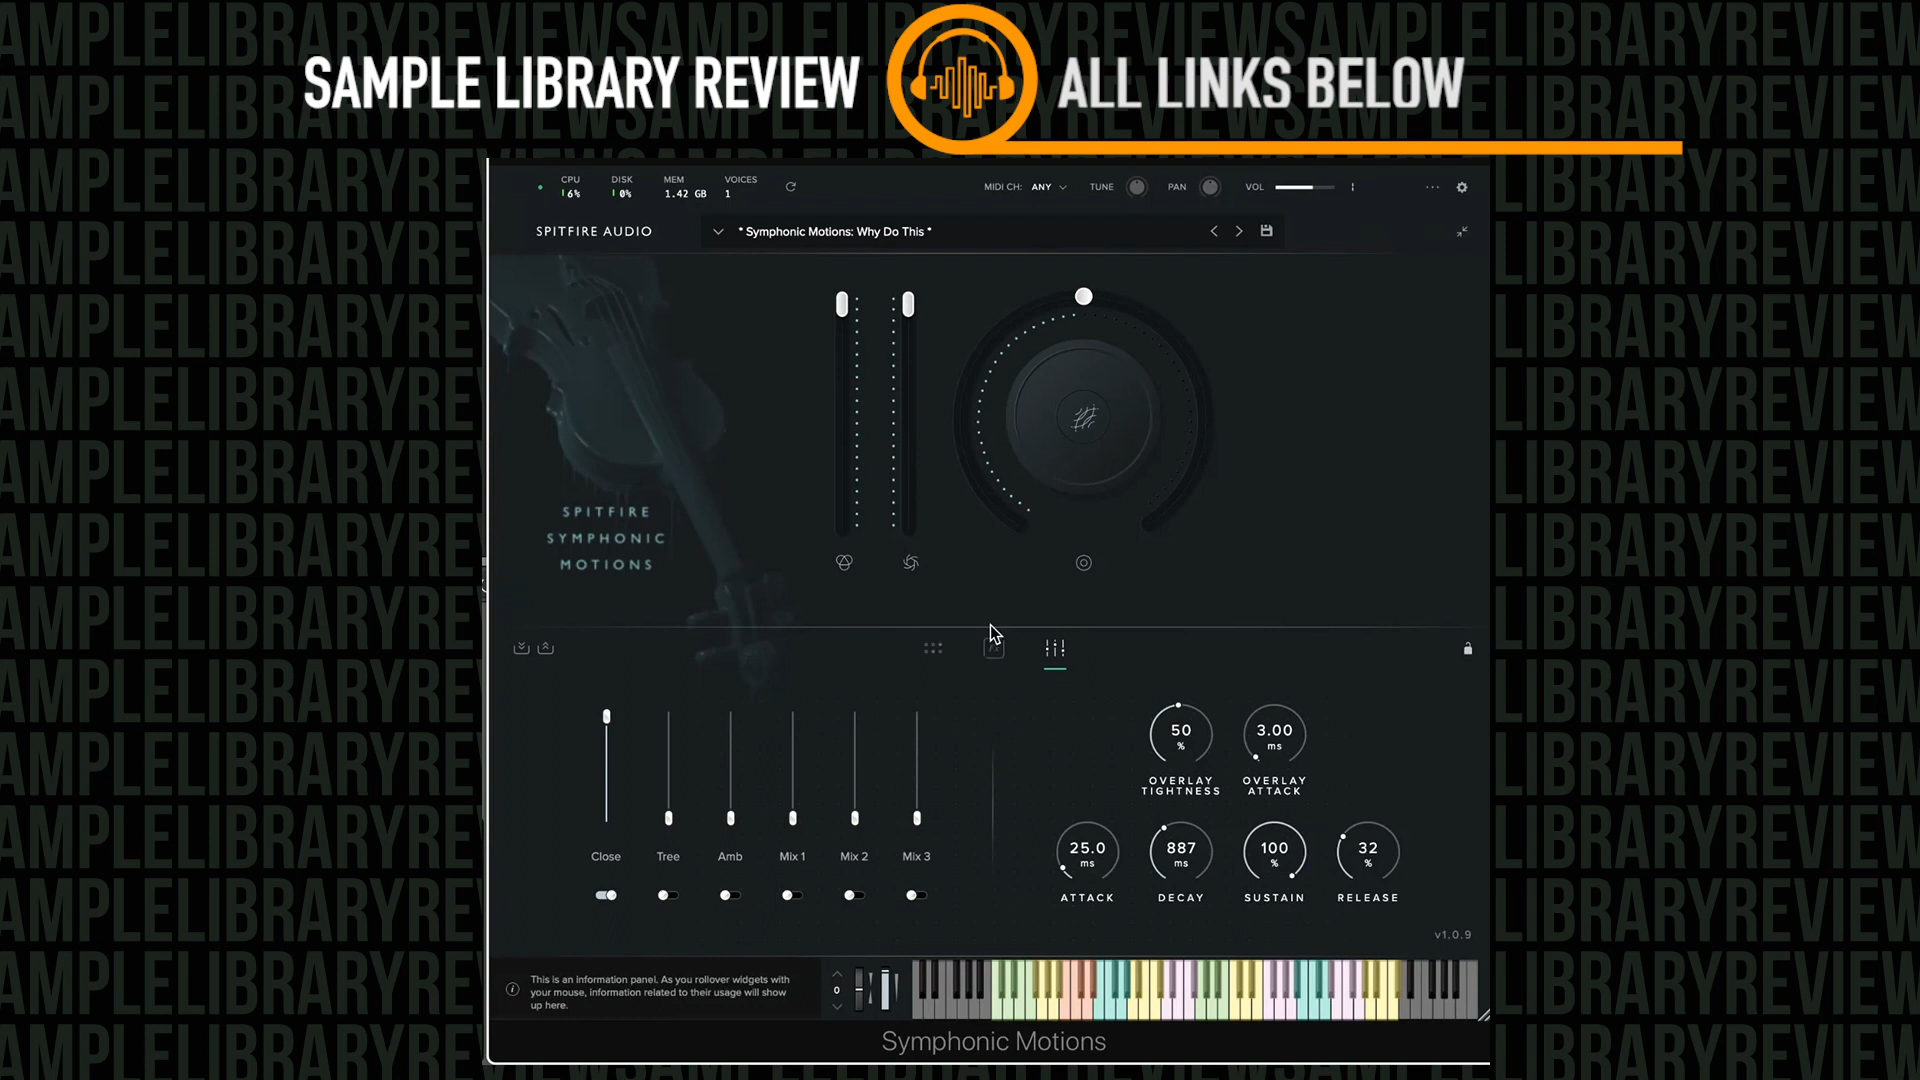 SAMPLE LIBRARY REVIEW
ALL LINKS BELOW
CPU
6%
DISK
0%
MEM
1.42 GB
VOICES
1
MIDI CH: ANY
TUNE
PAN
VOL
SPITFIRE AUDIO
* Symphonic Motions: Why Do This *
SPITFIRE
SYMPHONIC
MOTIONS
FX
50
%
OVERLAY
TIGHTNESS
3.00
ms
OVERLAY
ATTACK
Close
Tree
Amb
Mix 1
Mix 2
Mix 3
25.0
ms
ATTACK
887
ms
DECAY
100
%
SUSTAIN
32
%
RELEASE
v1.0.9
This is an information panel. As you rollover widgets with
your mouse, information related to their usage will show
up here.
0
Symphonic Motions